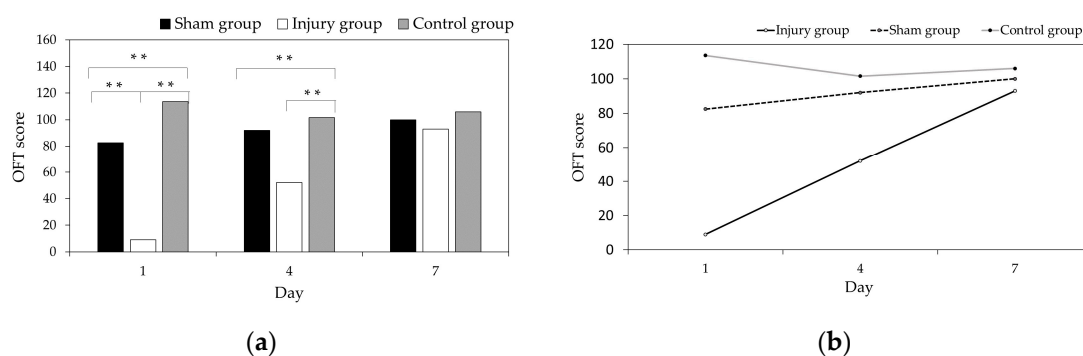 Sham group Injury group Control group
OFT score
160
140
120
100
80
60
40
20
0
**
** **
**
**
1 4 7
Day
(a)
Injury group Sham group Control group
OFT score
120
100
80
60
40
20
0
1 4 7
Day
(b)